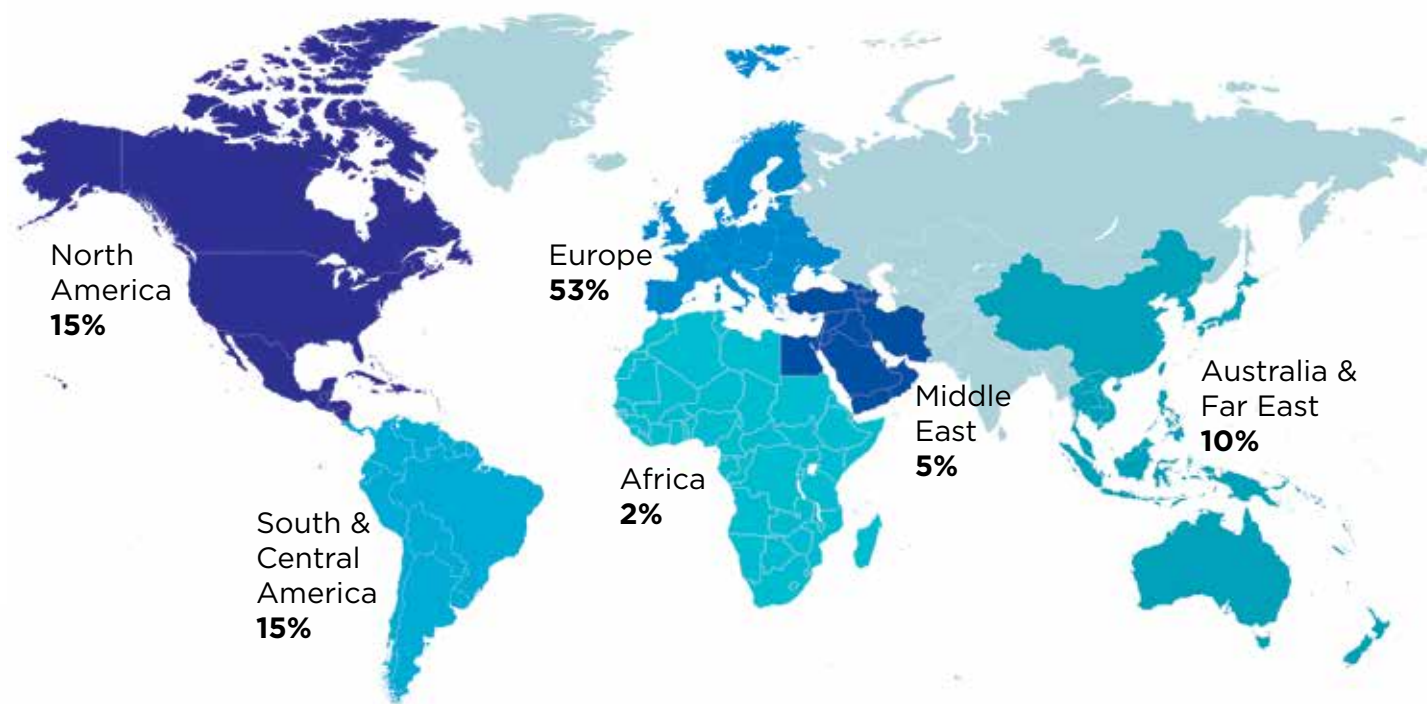 North
America
15%
Europe
53%
Middle
East
5%
Australia &
Far East
10%
Africa
2%
South &
Central
America
15%